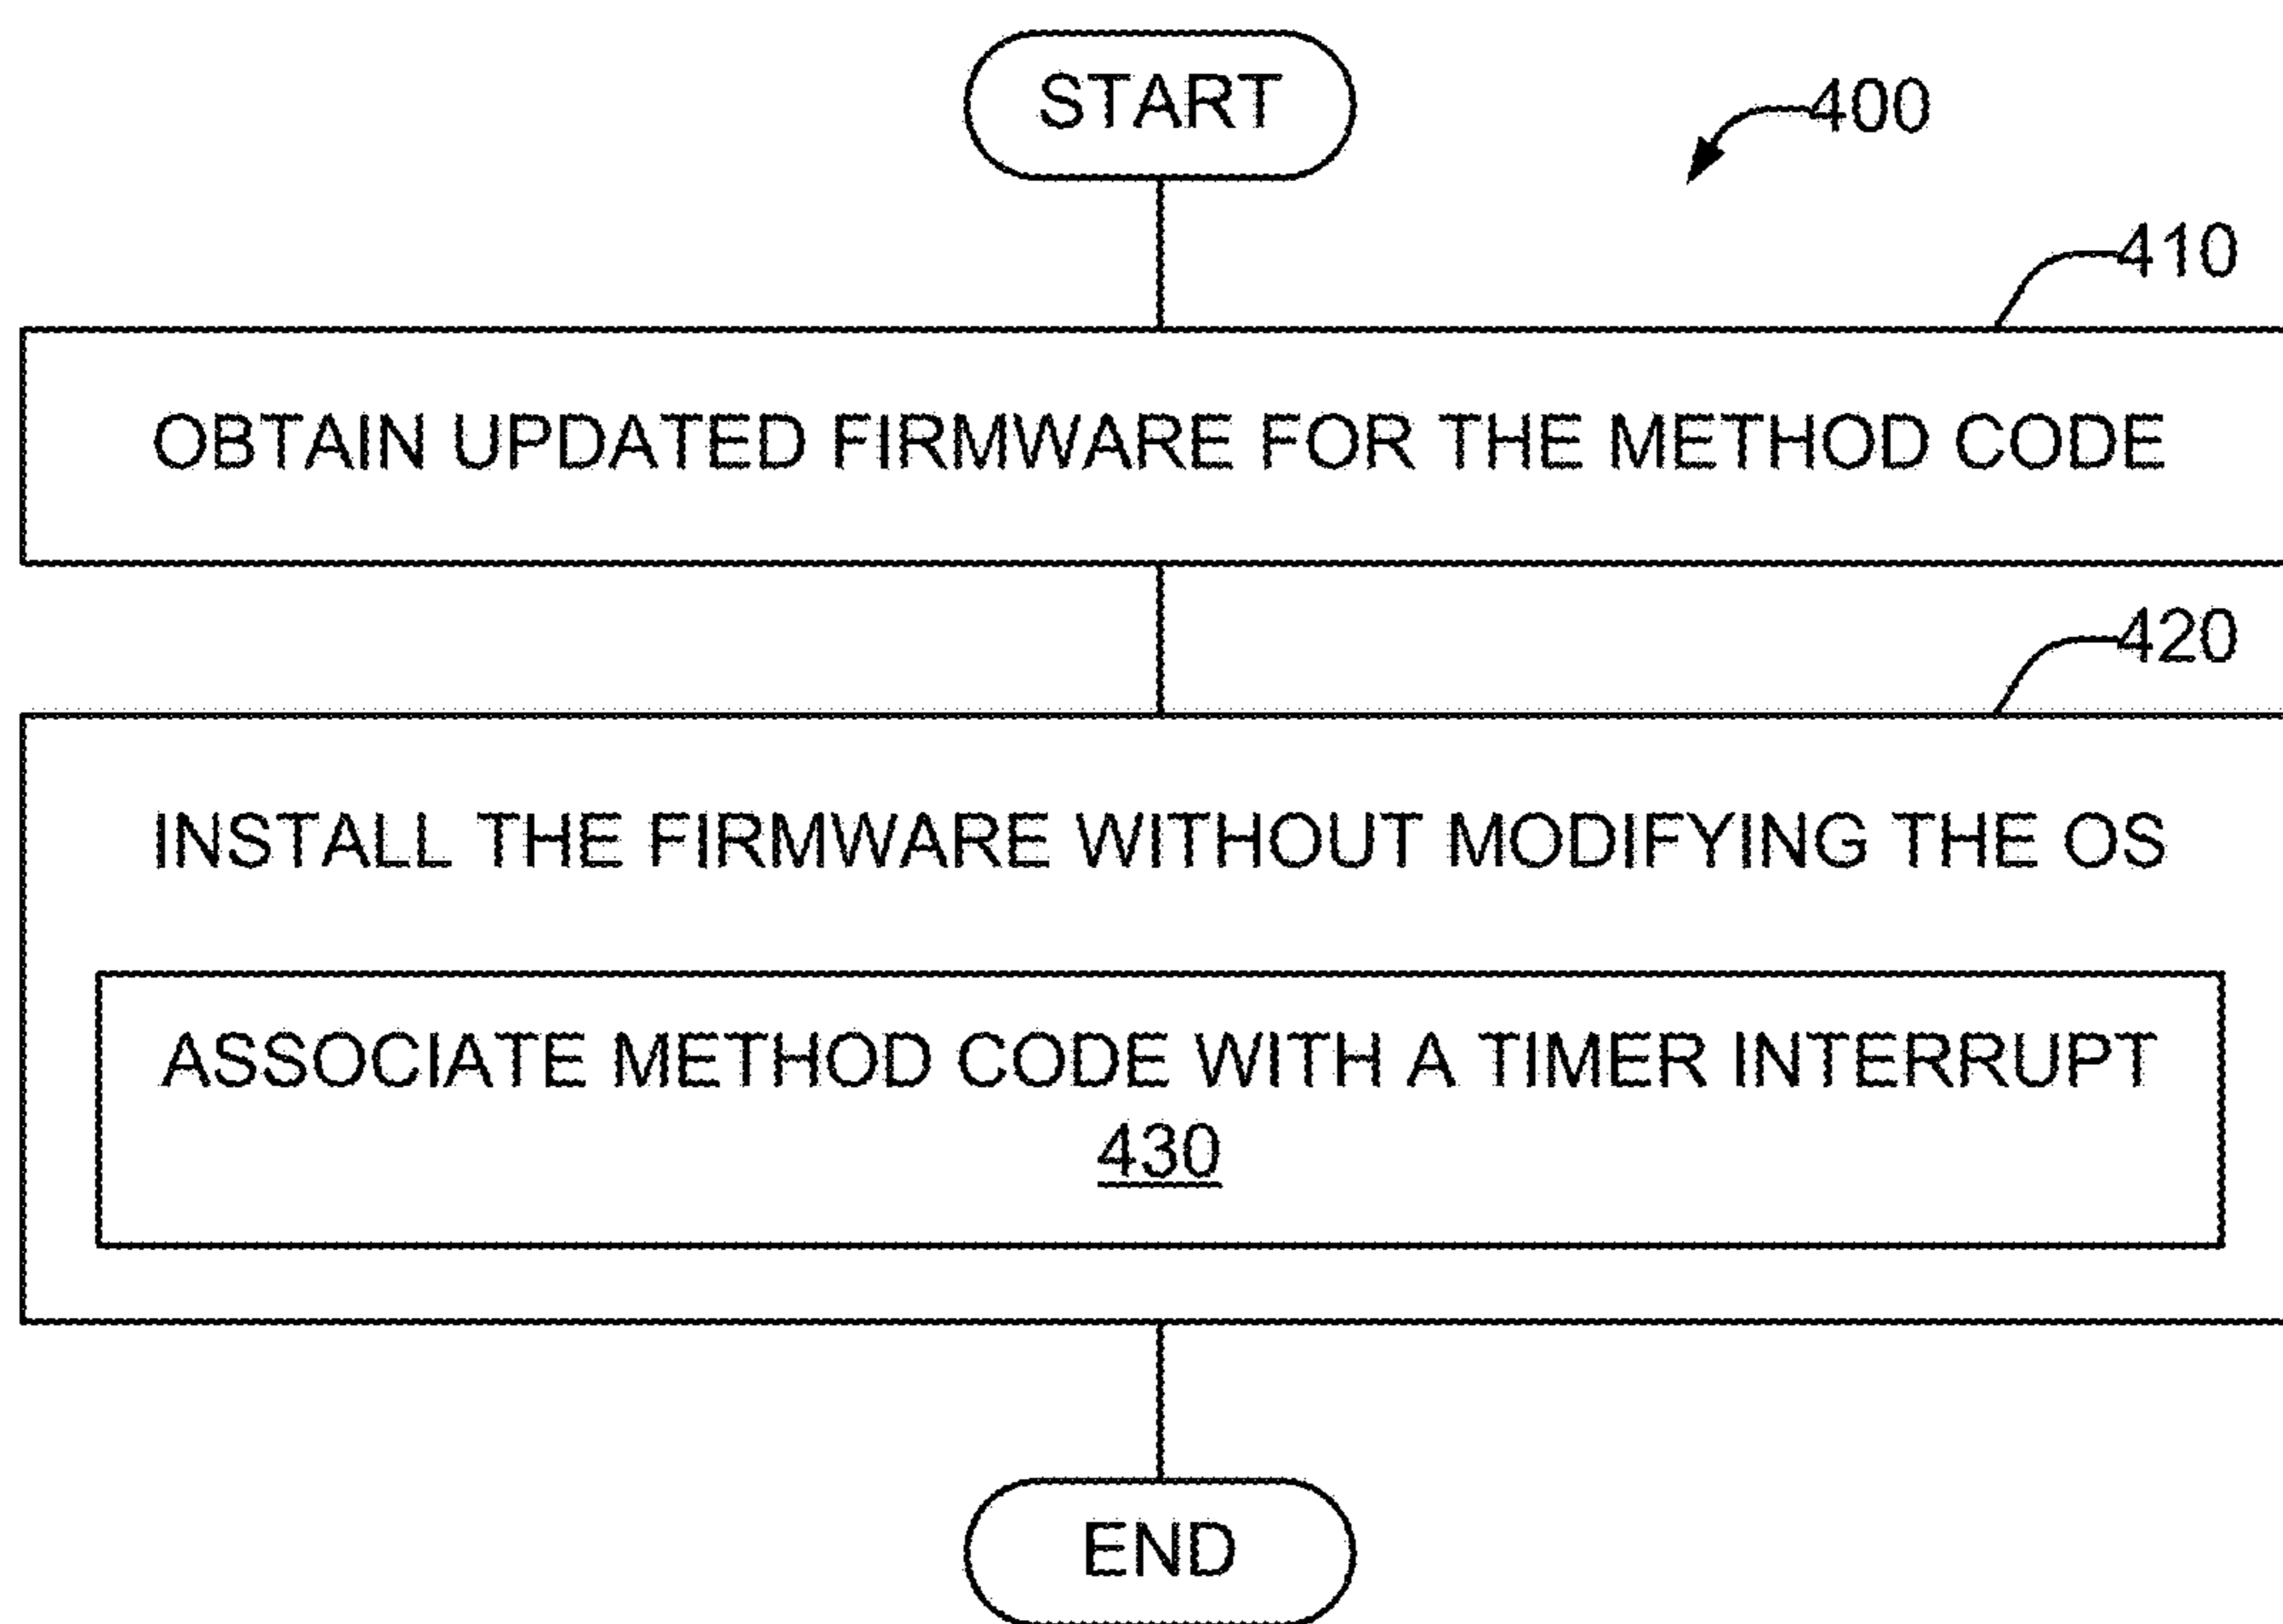 START
400
410
OBTAIN UPDATED FIRMWARE FOR THE METHOD CODE
420
INSTALL THE FIRMWARE WITHOUT MODIFYING THE OS
ASSOCIATE METHOD CODE WITH A TIMER INTERRUPT
430
END